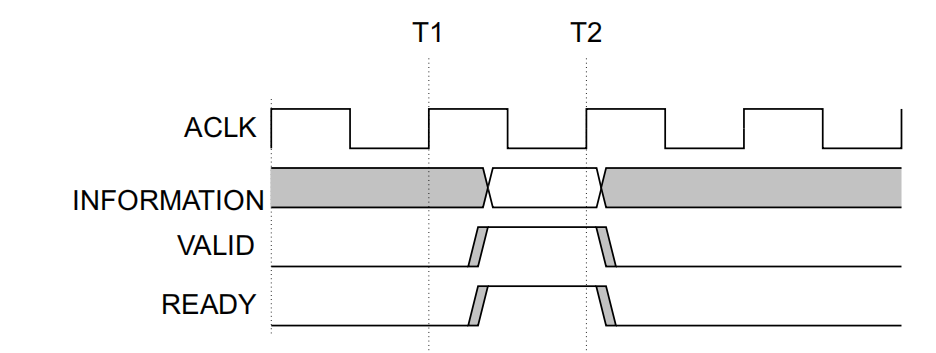 T1 T2
ACLK
INFORMATION
VALID
READY